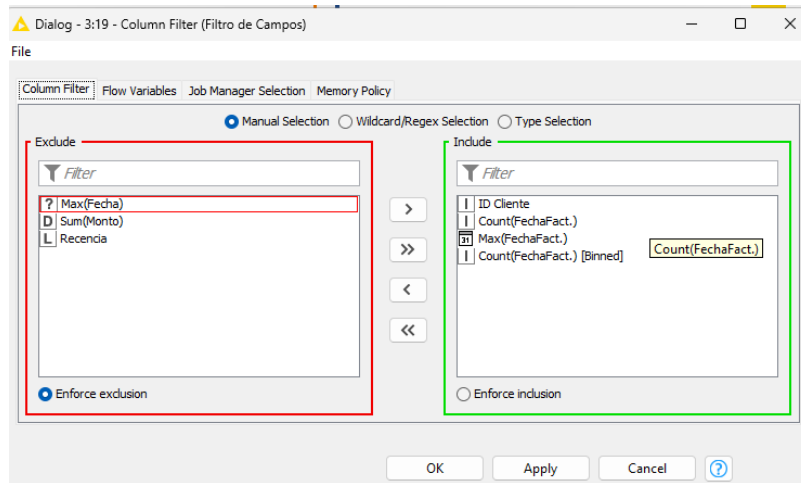 Dialog - 3:19 - Column Filter (Filtro de Campos)
File
Column Filter Flow Variables Job Manager Selection Memory Policy
Manual Selection Wildcard/Regex Selection Type Selection
Exclude
Filter
? Max(Fecha)
D Sum(Monto)
L Recencia
Enforce exclusion
>
>>
<
<<
Include
Filter
I ID Cliente
I Count(FechaFact.)
31 Max(FechaFact.)
I Count(FechaFact.) [Binned]
Count(FechaFact.)
Enforce inclusion
OK Apply Cancel ?